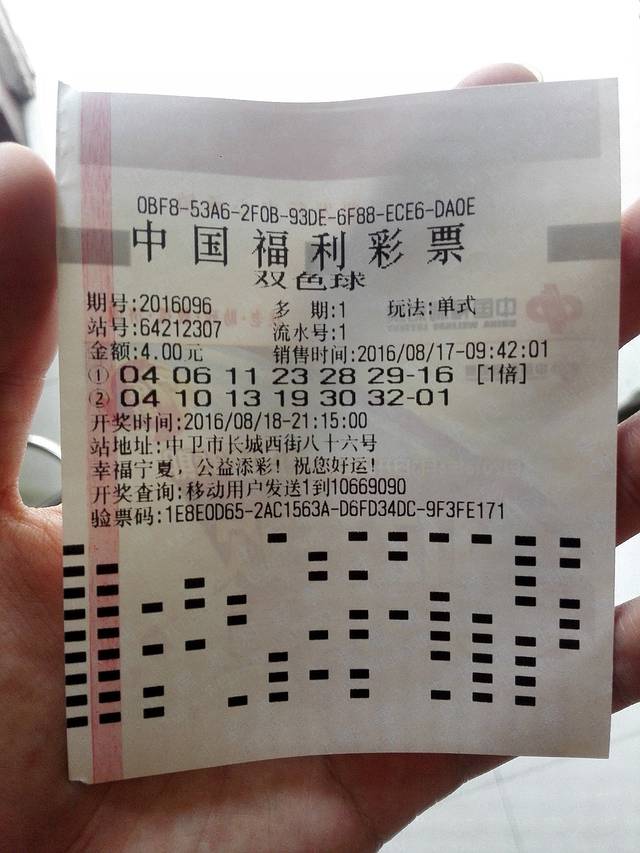 0BF8-53A6-2F0B-93DE-6F88-ECE6-DA0E
中国福利彩票
双色球
期号:2016096 多 期:1 玩法:单式
站号:64212307 流水号:1
金额:4.00元 销售时间:2016/08/17-09:42:01
① 04 06 11 23 28 29-16 [1倍]
② 04 10 13 19 30 32-01
开奖时间:2016/08/18-21:15:00
站地址:中卫市长城西街八十六号
幸福宁夏，公益添彩！祝您好运！
开奖查询:移动用户发送1到10669090
验票码:1E8E0D65-2AC1563A-D6FD34DC-9F3FE171